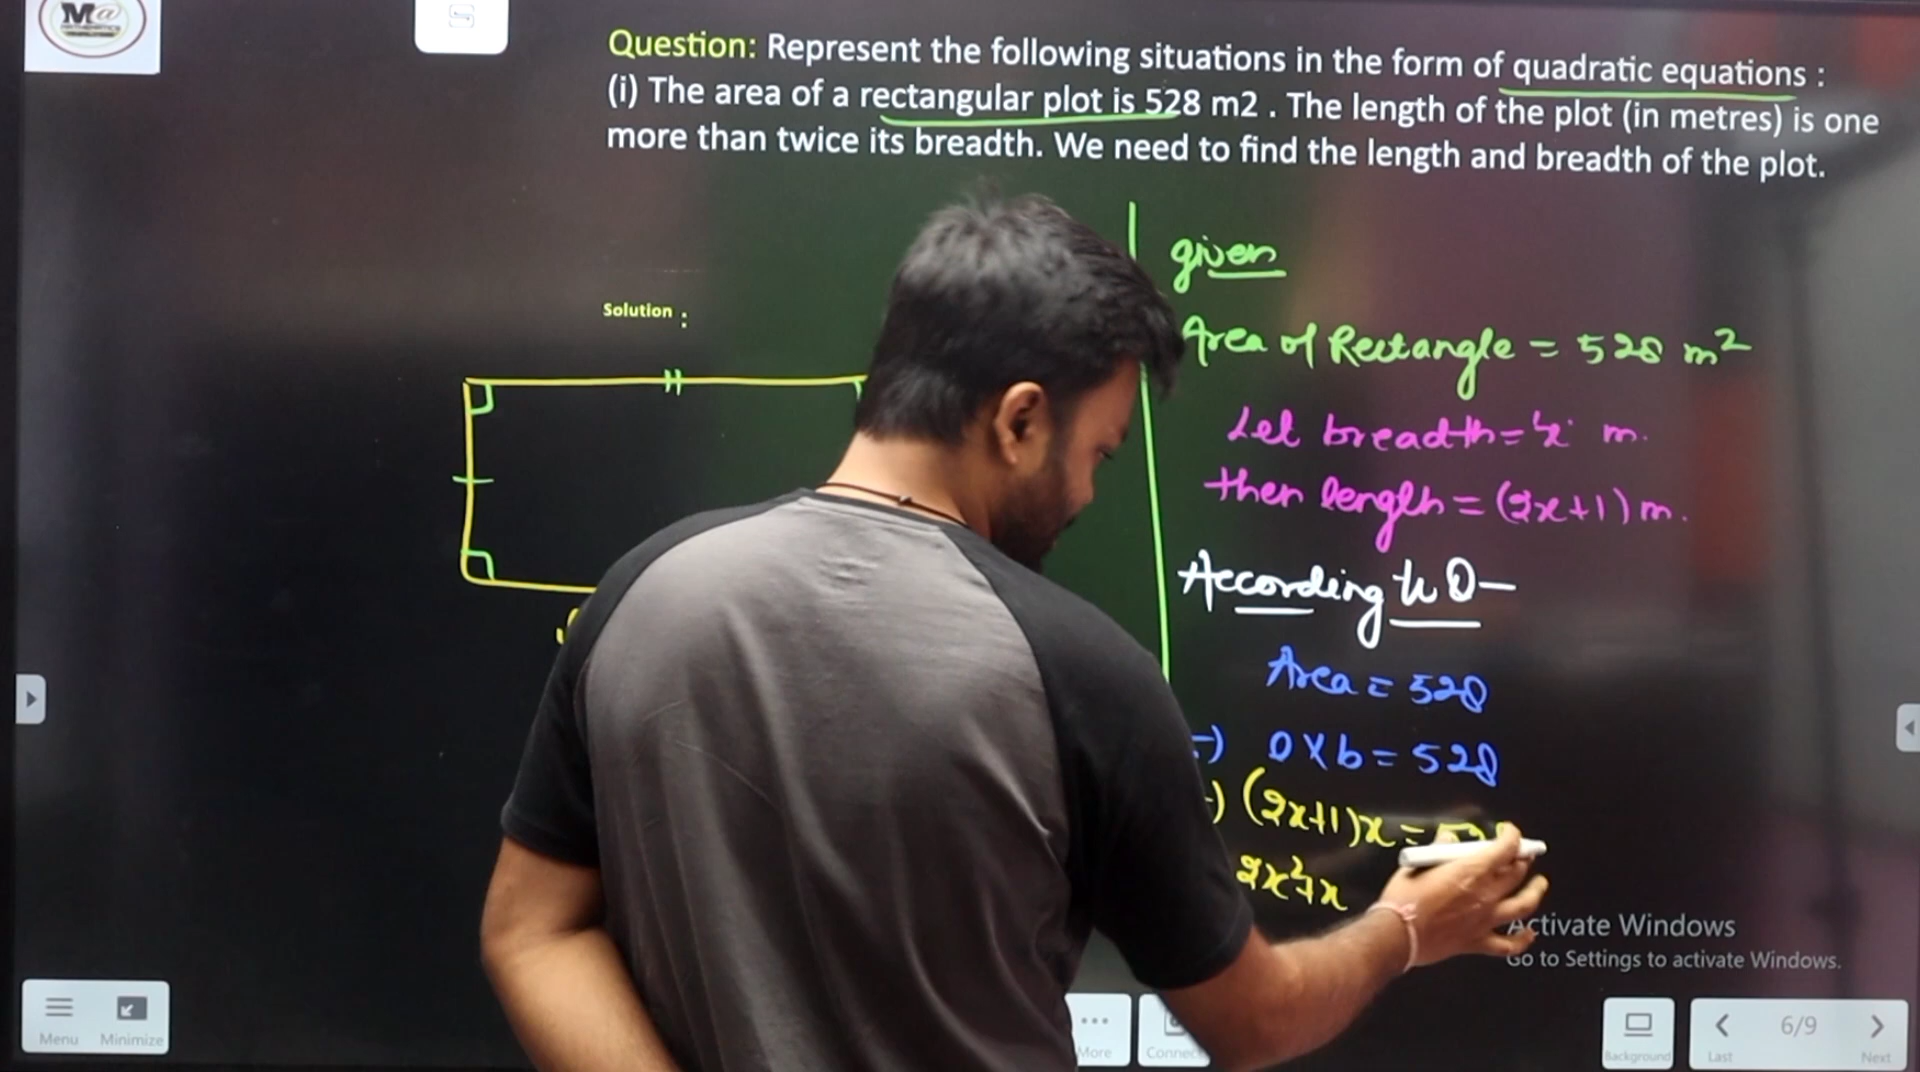 M@
Question: Represent the following situations in the form of quadratic equations :
(i) The area of a rectangular plot is 528 m2 . The length of the plot (in metres) is one
more than twice its breadth. We need to find the length and breadth of the plot.
Solution :
given
Area of Rectangle = 528 m²
Let breadth = 'x' m.
then length = (2x+1) m.
According to Q-
Area = 528
l × b = 528
(2x+1)x = 528
2x²+x
Activate Windows
Go to Settings to activate Windows.
Menu Minimize
More Connec
Background
Last 6/9 Next